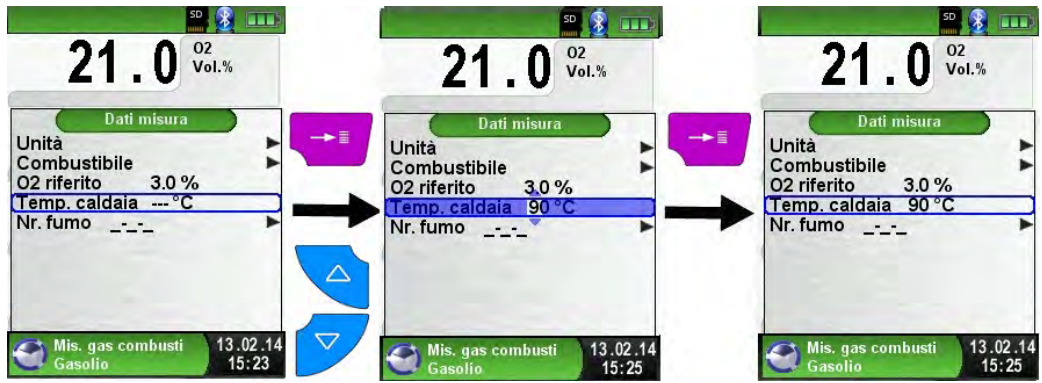 SD
21.0 O2
Vol.%
Dati misura
Unità
Combustibile
O2 riferito 3.0 %
Temp. caldaia --- °C
Nr. fumo _-_-_
Mis. gas combusti 13.02.14
Gasolio 15:23
SD
21.0 O2
Vol.%
Dati misura
Unità
Combustibile
O2 riferito 3.0 %
Temp. caldaia 90 °C
Nr. fumo _-_-_
Mis. gas combusti 13.02.14
Gasolio 15:25
SD
21.0 O2
Vol.%
Dati misura
Unità
Combustibile
O2 riferito 3.0 %
Temp. caldaia 90 °C
Nr. fumo _-_-_
Mis. gas combusti 13.02.14
Gasolio 15:25